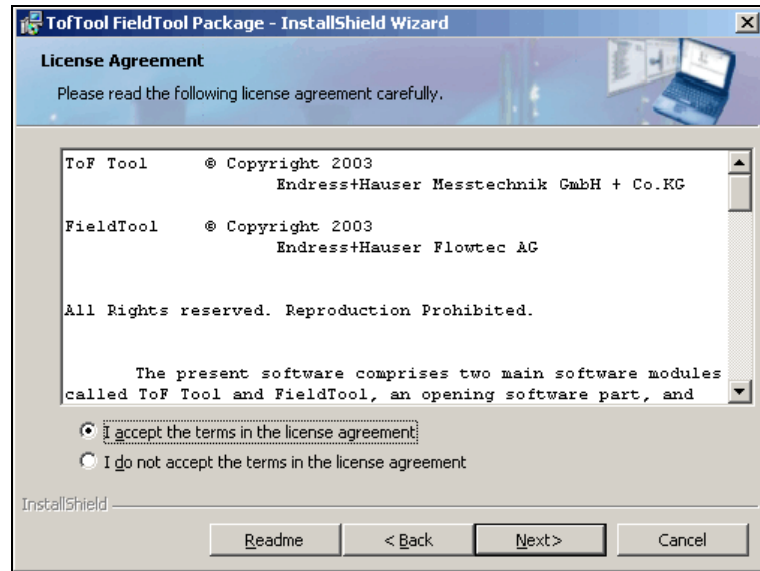 TofTool FieldTool Package - InstallShield Wizard
License Agreement
Please read the following license agreement carefully.
ToF Tool © Copyright 2003
Endress+Hauser Messtechnik GmbH + Co.KG
FieldTool © Copyright 2003
Endress+Hauser Flowtec AG
All Rights reserved. Reproduction Prohibited.
The present software comprises two main software modules
called ToF Tool and FieldTool, an opening software part, and
I accept the terms in the license agreement
I do not accept the terms in the license agreement
InstallShield
Readme
< Back
Next>
Cancel